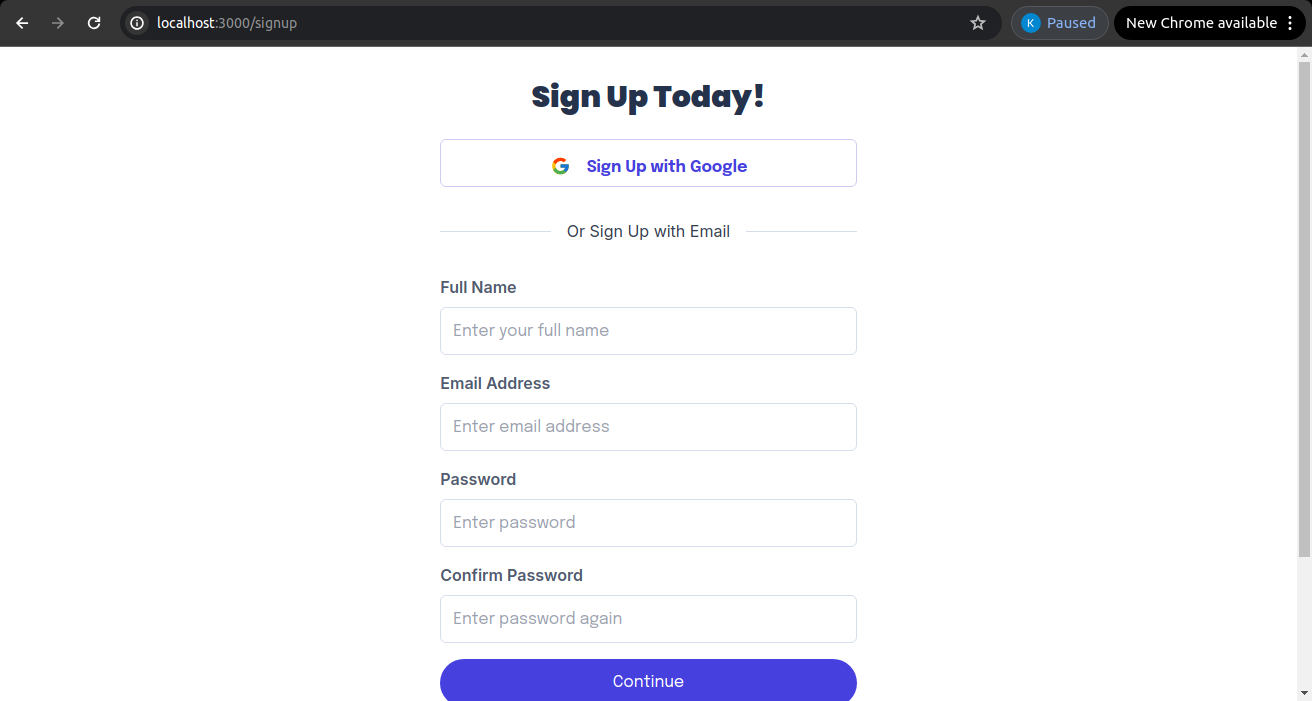 localhost:3000/signup
K Paused
New Chrome available
Sign Up Today!
Sign Up with Google
Or Sign Up with Email
Full Name
Enter your full name
Email Address
Enter email address
Password
Enter password
Confirm Password
Enter password again
Continue